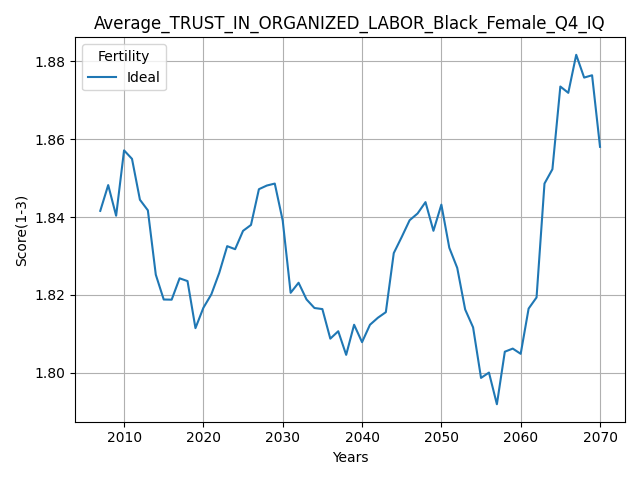 Average_TRUST_IN_ORGANIZED_LABOR_Black_Female_Q4_IQ
Fertility
Ideal
Score(1-3)
1.88
1.86
1.84
1.82
1.80
2010 2020 2030 2040 2050 2060 2070
Years